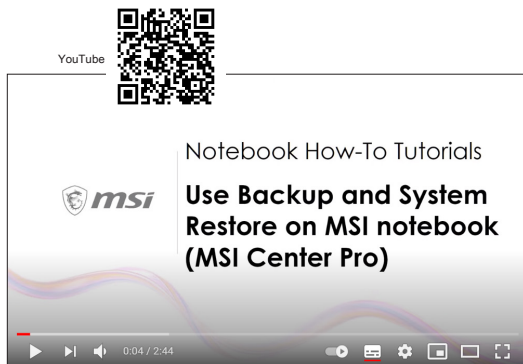 YouTube
Notebook How-To Tutorials
msi
Use Backup and System
Restore on MSI notebook
(MSI Center Pro)
0:04 / 2:44